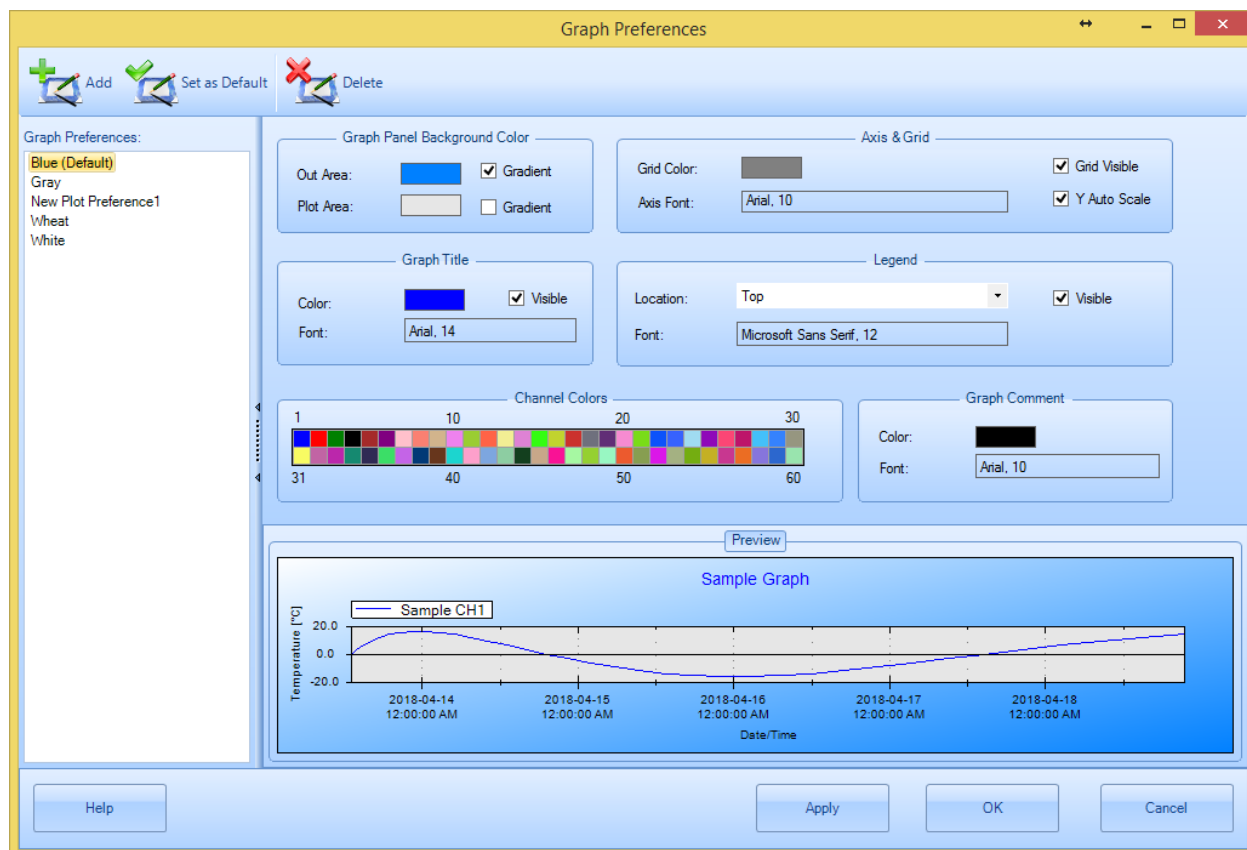 Graph Preferences
Add Set as Default Delete
Graph Preferences:
Blue (Default)
Gray
New Plot Preference1
Wheat
White
Graph Panel Background Color
Out Area: Gradient
Plot Area: Gradient
Axis & Grid
Grid Color: Grid Visible
Axis Font: Arial, 10 Y Auto Scale
Graph Title
Color: Visible
Font: Arial, 14
Legend
Location: Top Visible
Font: Microsoft Sans Serif, 12
Channel Colors
1 10 20 30
31 40 50 60
Graph Comment
Color:
Font: Arial, 10
Preview
Sample Graph
Sample CH1
Temperature [°C]
20.0
0.0
-20.0
2018-04-14 2018-04-15 2018-04-16 2018-04-17 2018-04-18
12:00:00 AM 12:00:00 AM 12:00:00 AM 12:00:00 AM 12:00:00 AM
Date/Time
Help Apply OK Cancel